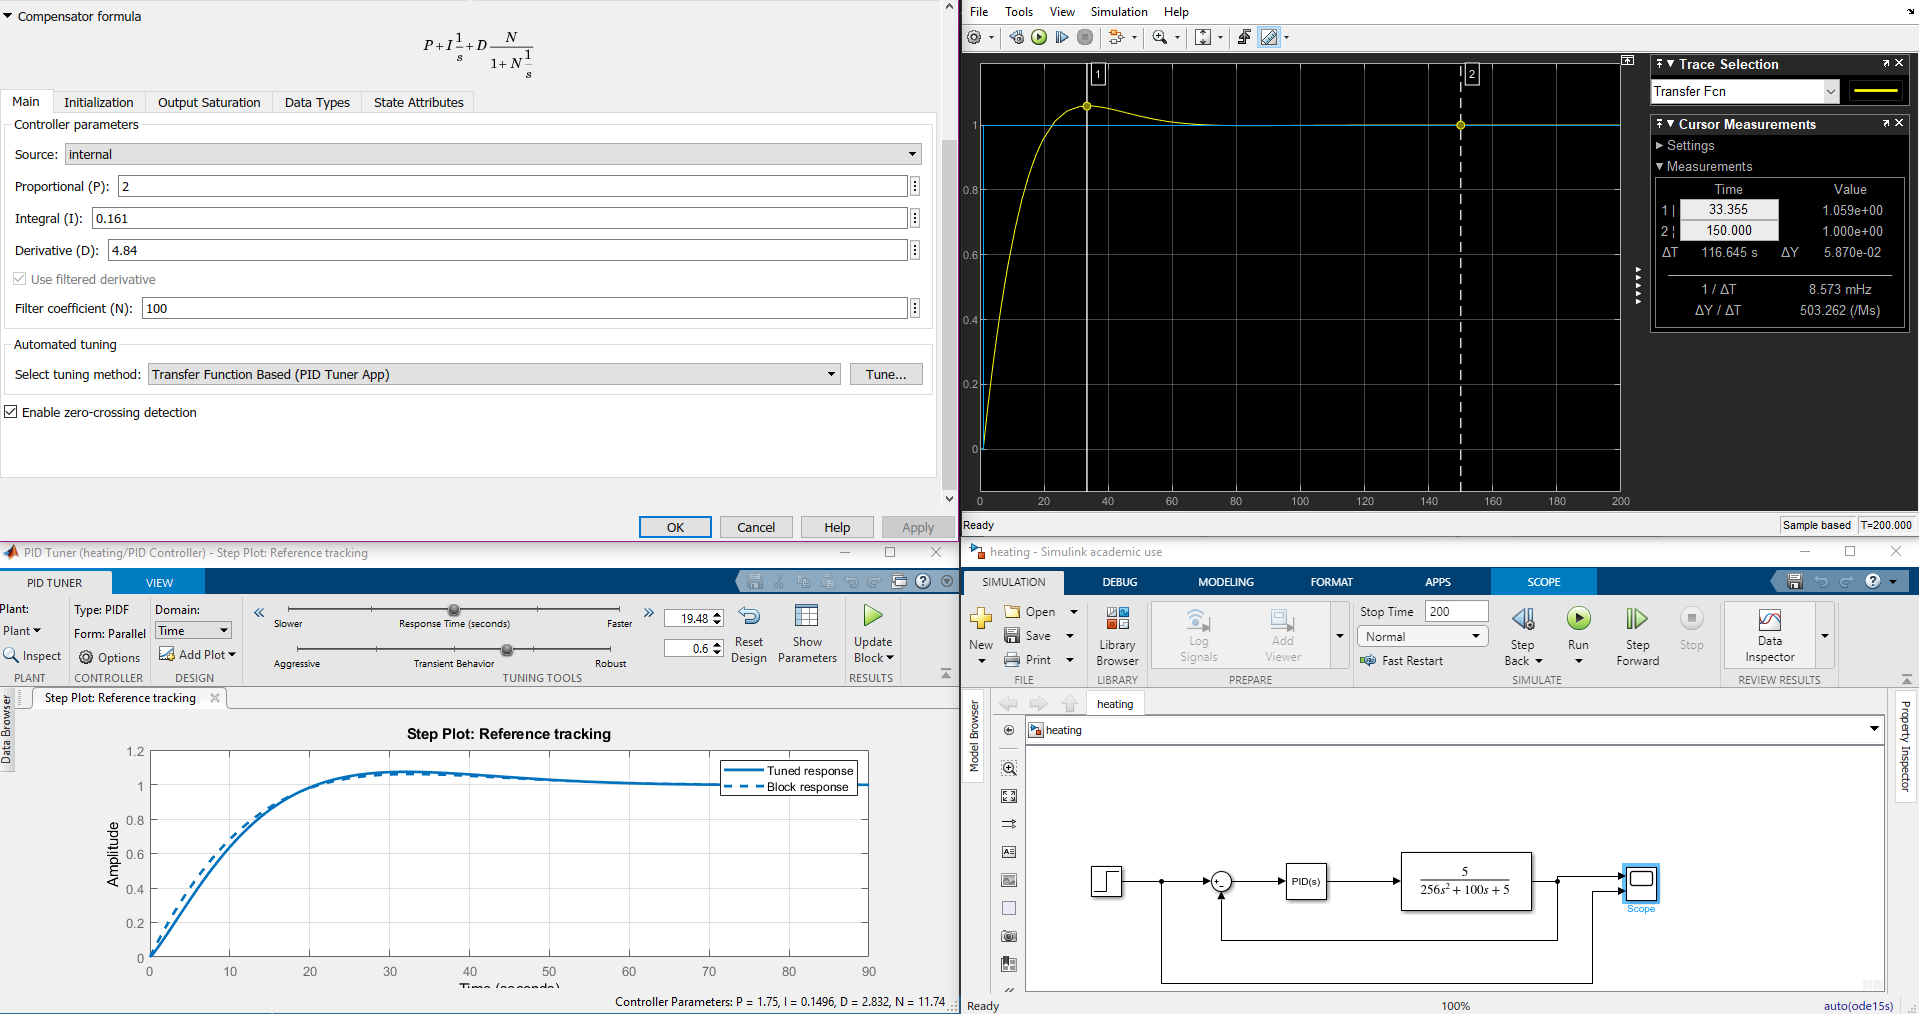 Compensator formula
P + I 1/s + D N/(1 + N 1/s)
Main Initialization Output Saturation Data Types State Attributes
Controller parameters
Source: internal
Proportional (P): 2
Integral (I): 0.161
Derivative (D): 4.84
Use filtered derivative
Filter coefficient (N): 100
Automated tuning
Select tuning method: Transfer Function Based (PID Tuner App) Tune...
Enable zero-crossing detection
OK Cancel Help Apply
File Tools View Simulation Help
1 2
1
0.8
0.6
0.4
0.2
0
0 20 40 60 80 100 120 140 160 180 200
Trace Selection
Transfer Fcn
Cursor Measurements
Settings
Measurements
Time Value
1 | 33.355 1.059e+00
2 ¦ 150.000 1.000e+00
ΔT 116.645 s ΔY 5.870e-02
1 / ΔT 8.573 mHz
ΔY / ΔT 503.262 (/Ms)
Ready Sample based T=200.000
PID Tuner (heating/PID Controller) - Step Plot: Reference tracking
PID TUNER VIEW
Plant: Type: PIDF Domain:
Plant Form: Parallel Time
Inspect Options Add Plot
PLANT CONTROLLER DESIGN
Slower Response Time (seconds) Faster 19.48
Aggressive Transient Behavior Robust 0.6
Reset Design
Show Parameters
Update Block
TUNING TOOLS RESULTS
Data Browser
Step Plot: Reference tracking
Step Plot: Reference tracking
Tuned response
Block response
Amplitude
1.2
1
0.8
0.6
0.4
0.2
0
0 10 20 30 40 50 60 70 80 90
Time (seconds)
Controller Parameters: P = 1.75, I = 0.1496, D = 2.832, N = 11.74
heating - Simulink academic use
SIMULATION DEBUG MODELING FORMAT APPS SCOPE
New
Open
Save
Print
FILE
Library Browser
LIBRARY
Log Signals
Add Viewer
PREPARE
Stop Time 200
Normal
Fast Restart
Step Back
Run
Step Forward
Stop
SIMULATE
Data Inspector
REVIEW RESULTS
Model Browser
heating
heating
Property Inspector
PID(s)
5
256s² + 100s + 5
Scope
Ready 100% auto(ode15s)